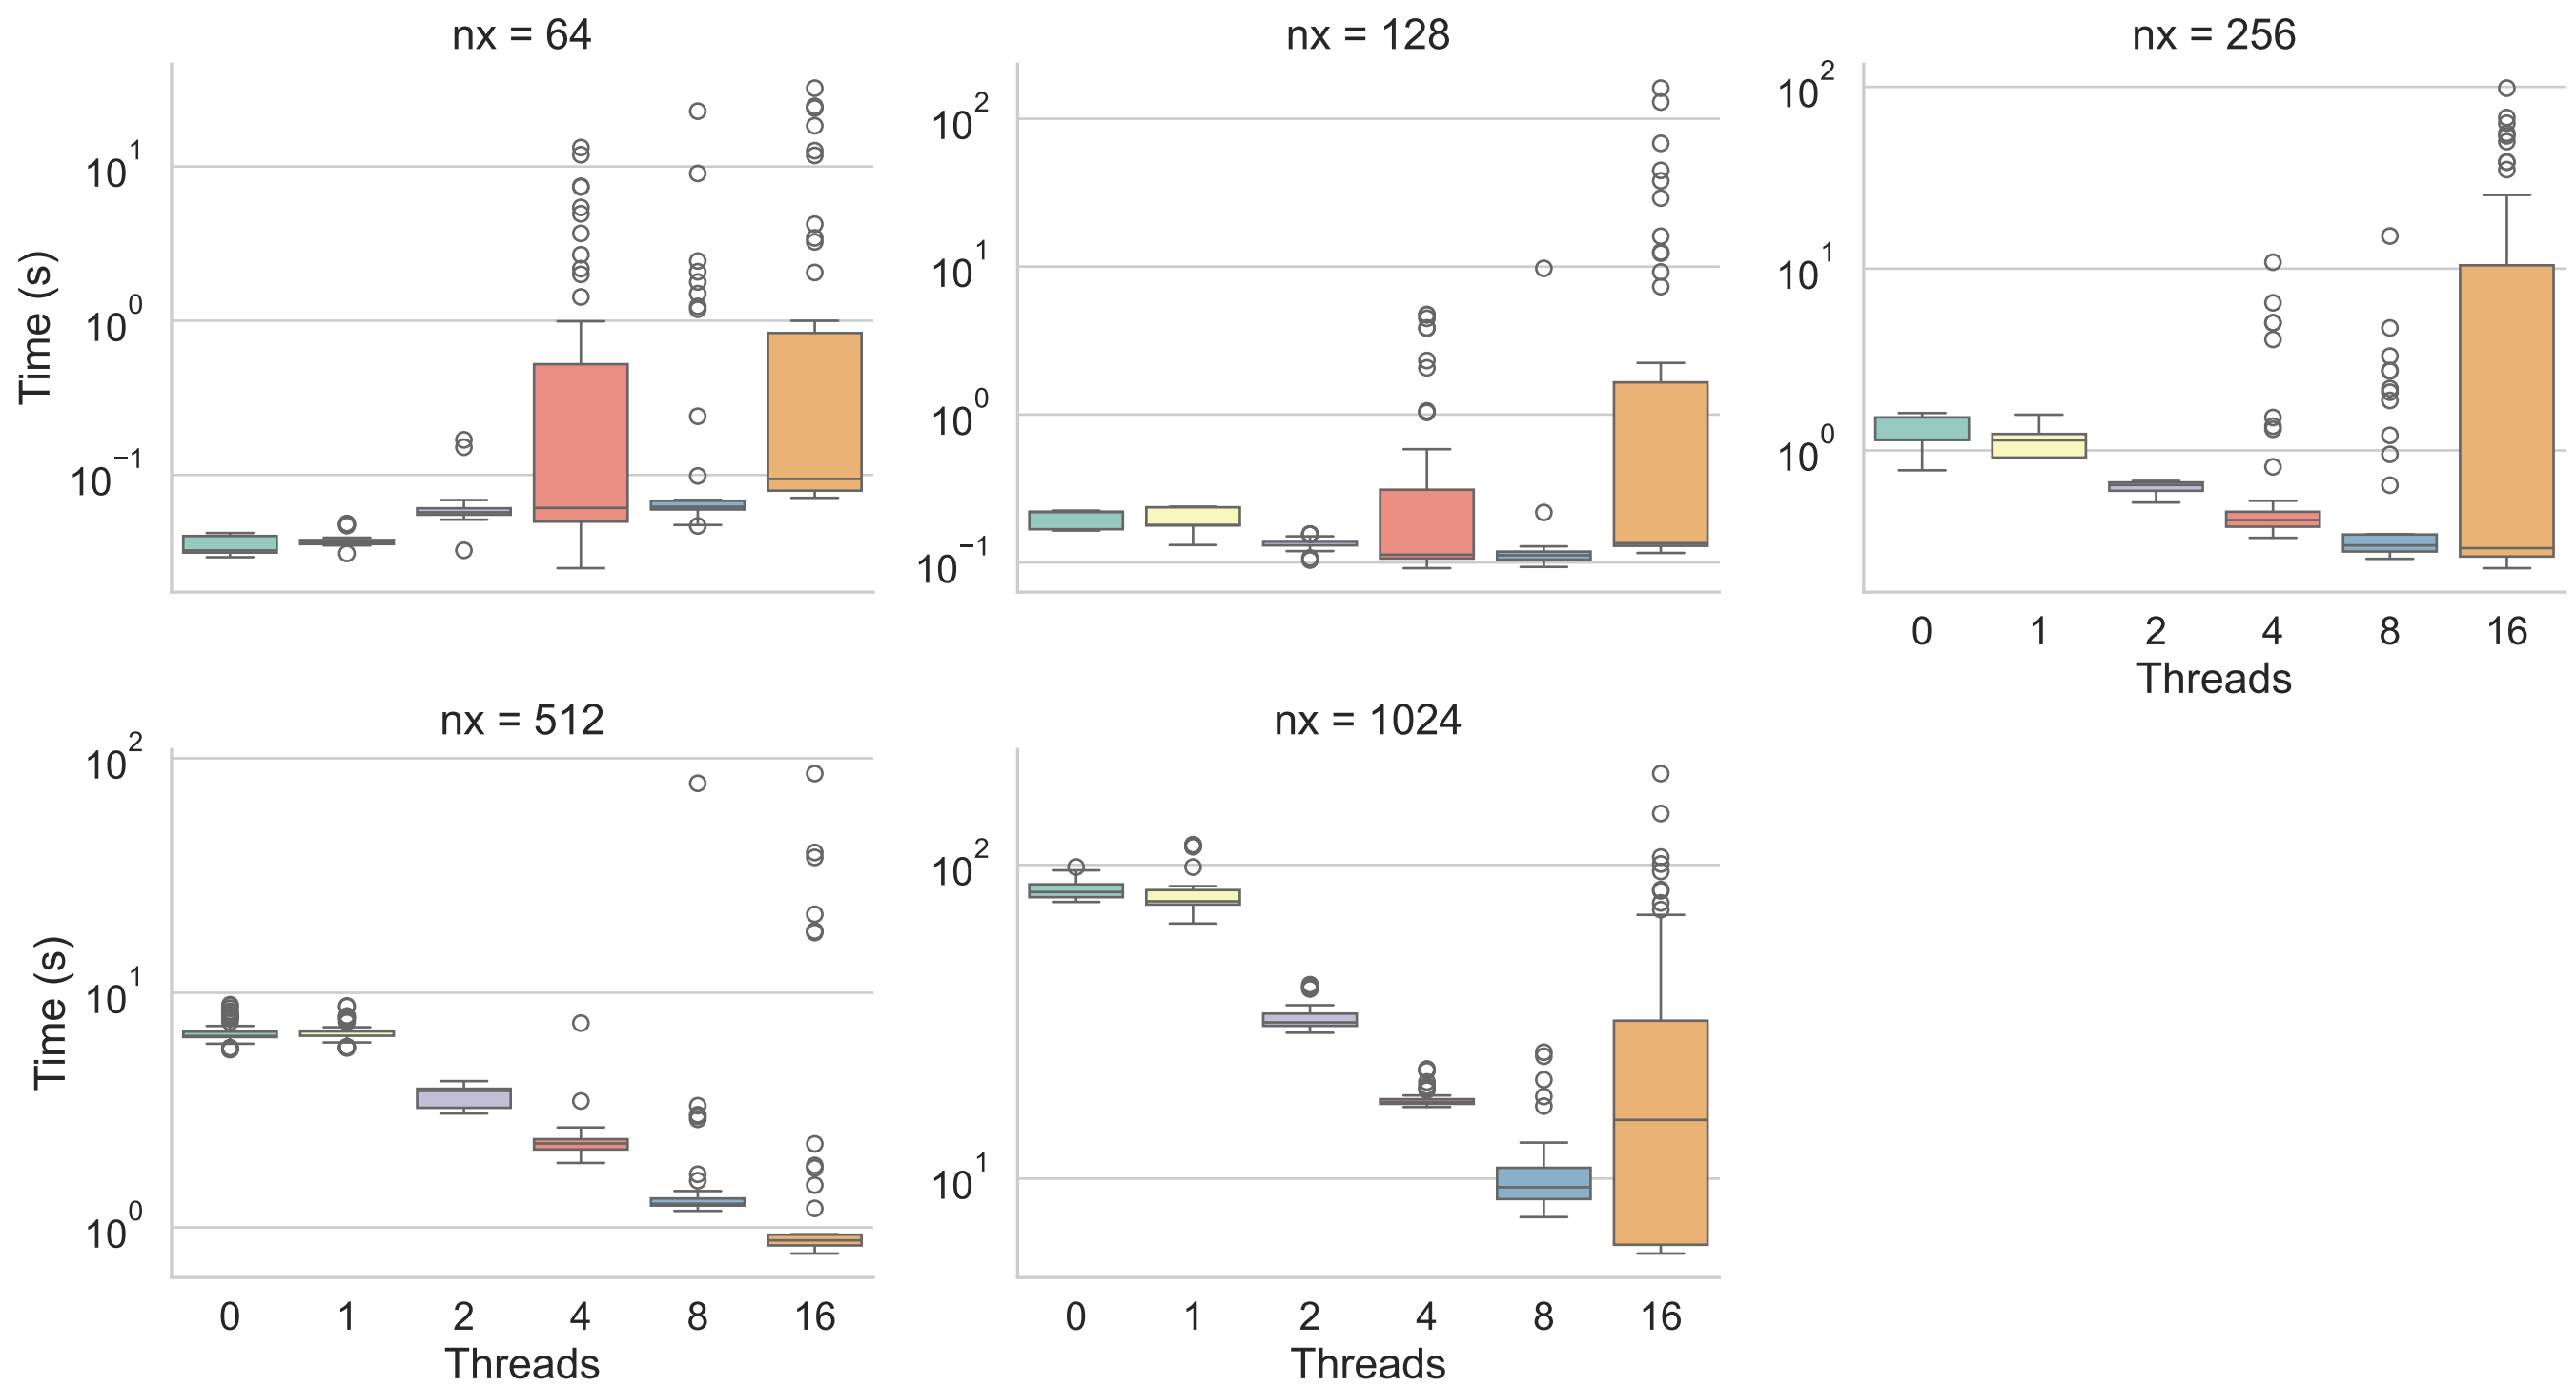 nx = 64
nx = 128
nx = 256
Time (s)
10^1
10^0
10^−1
10^2
10^1
10^0
10^−1
10^2
10^1
10^0
0 1 2 4 8 16
Threads
nx = 512
nx = 1024
Time (s)
10^2
10^1
10^0
10^2
10^1
0 1 2 4 8 16
Threads
0 1 2 4 8 16
Threads